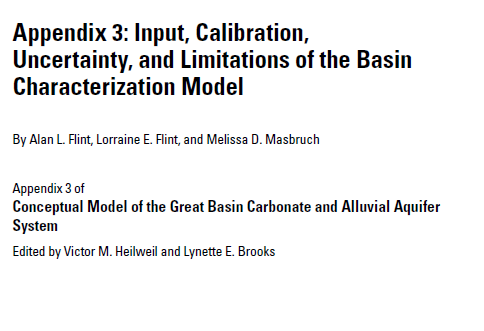 Appendix 3: Input, Calibration,
Uncertainty, and Limitations of the Basin
Characterization Model
By Alan L. Flint, Lorraine E. Flint, and Melissa D. Masbruch
Appendix 3 of
Conceptual Model of the Great Basin Carbonate and Alluvial Aquifer
System
Edited by Victor M. Heilweil and Lynette E. Brooks